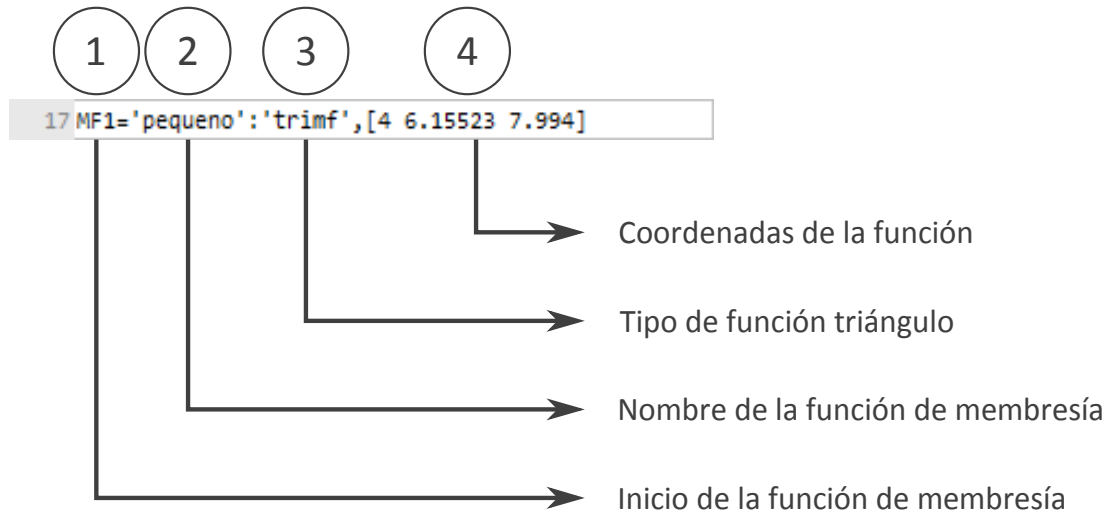 1 2 3 4
17 MF1='pequeno':'trimf',[4 6.15523 7.994]
Coordenadas de la función
Tipo de función triángulo
Nombre de la función de membresía
Inicio de la función de membresía